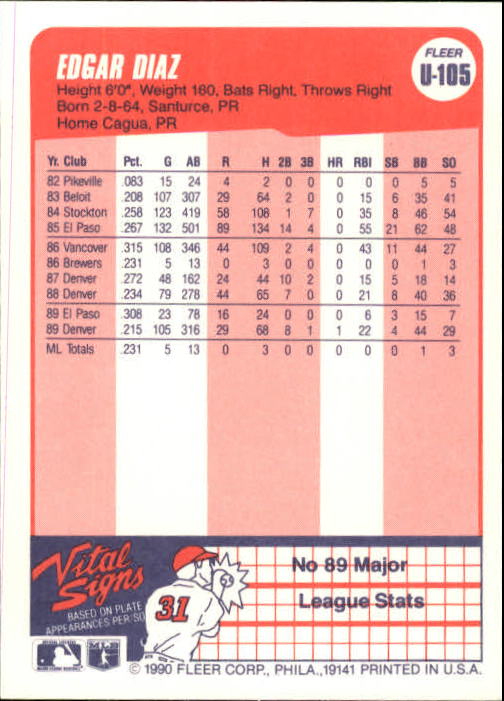 EDGAR DIAZ
FLEER
U-105
Height 6'0", Weight 160, Bats Right, Throws Right
Born 2-8-64, Santurce, PR
Home Cagua, PR
Yr. Club Pct. G AB R H 2B 3B HR RBI SB BB SO
82 Pikeville .083 15 24 4 2 0 0 0 0 0 5 5
83 Beloit .208 107 307 29 64 2 0 0 15 6 35 41
84 Stockton .258 123 419 58 108 1 7 0 35 8 46 54
85 El Paso .267 132 501 89 134 14 4 0 55 21 62 48
86 Vancover .315 108 346 44 109 2 4 0 43 11 44 27
86 Brewers .231 5 13 0 3 0 0 0 0 0 1 3
87 Denver .272 48 162 24 44 10 2 0 15 5 18 14
88 Denver .234 79 278 44 65 7 0 0 21 8 40 36
89 El Paso .308 23 78 16 24 0 0 0 6 3 15 7
89 Denver .215 105 316 29 68 8 1 1 22 4 44 29
ML Totals .231 5 13 0 3 0 0 0 0 0 1 3
Vital
Signs
BASED ON PLATE
APPEARANCES PER/SO
31
No 89 Major
League Stats
MLB
© 1990 FLEER CORP., PHILA., 19141 PRINTED IN U.S.A.